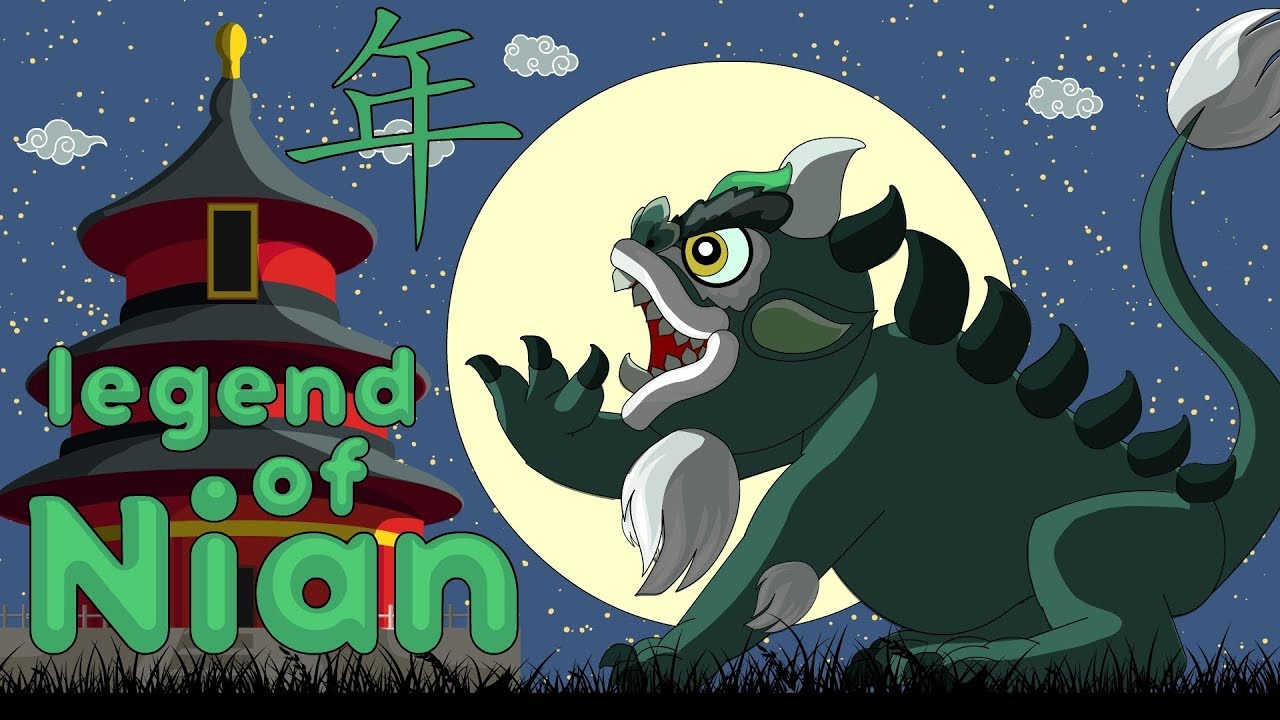 年
legend
of
Nian